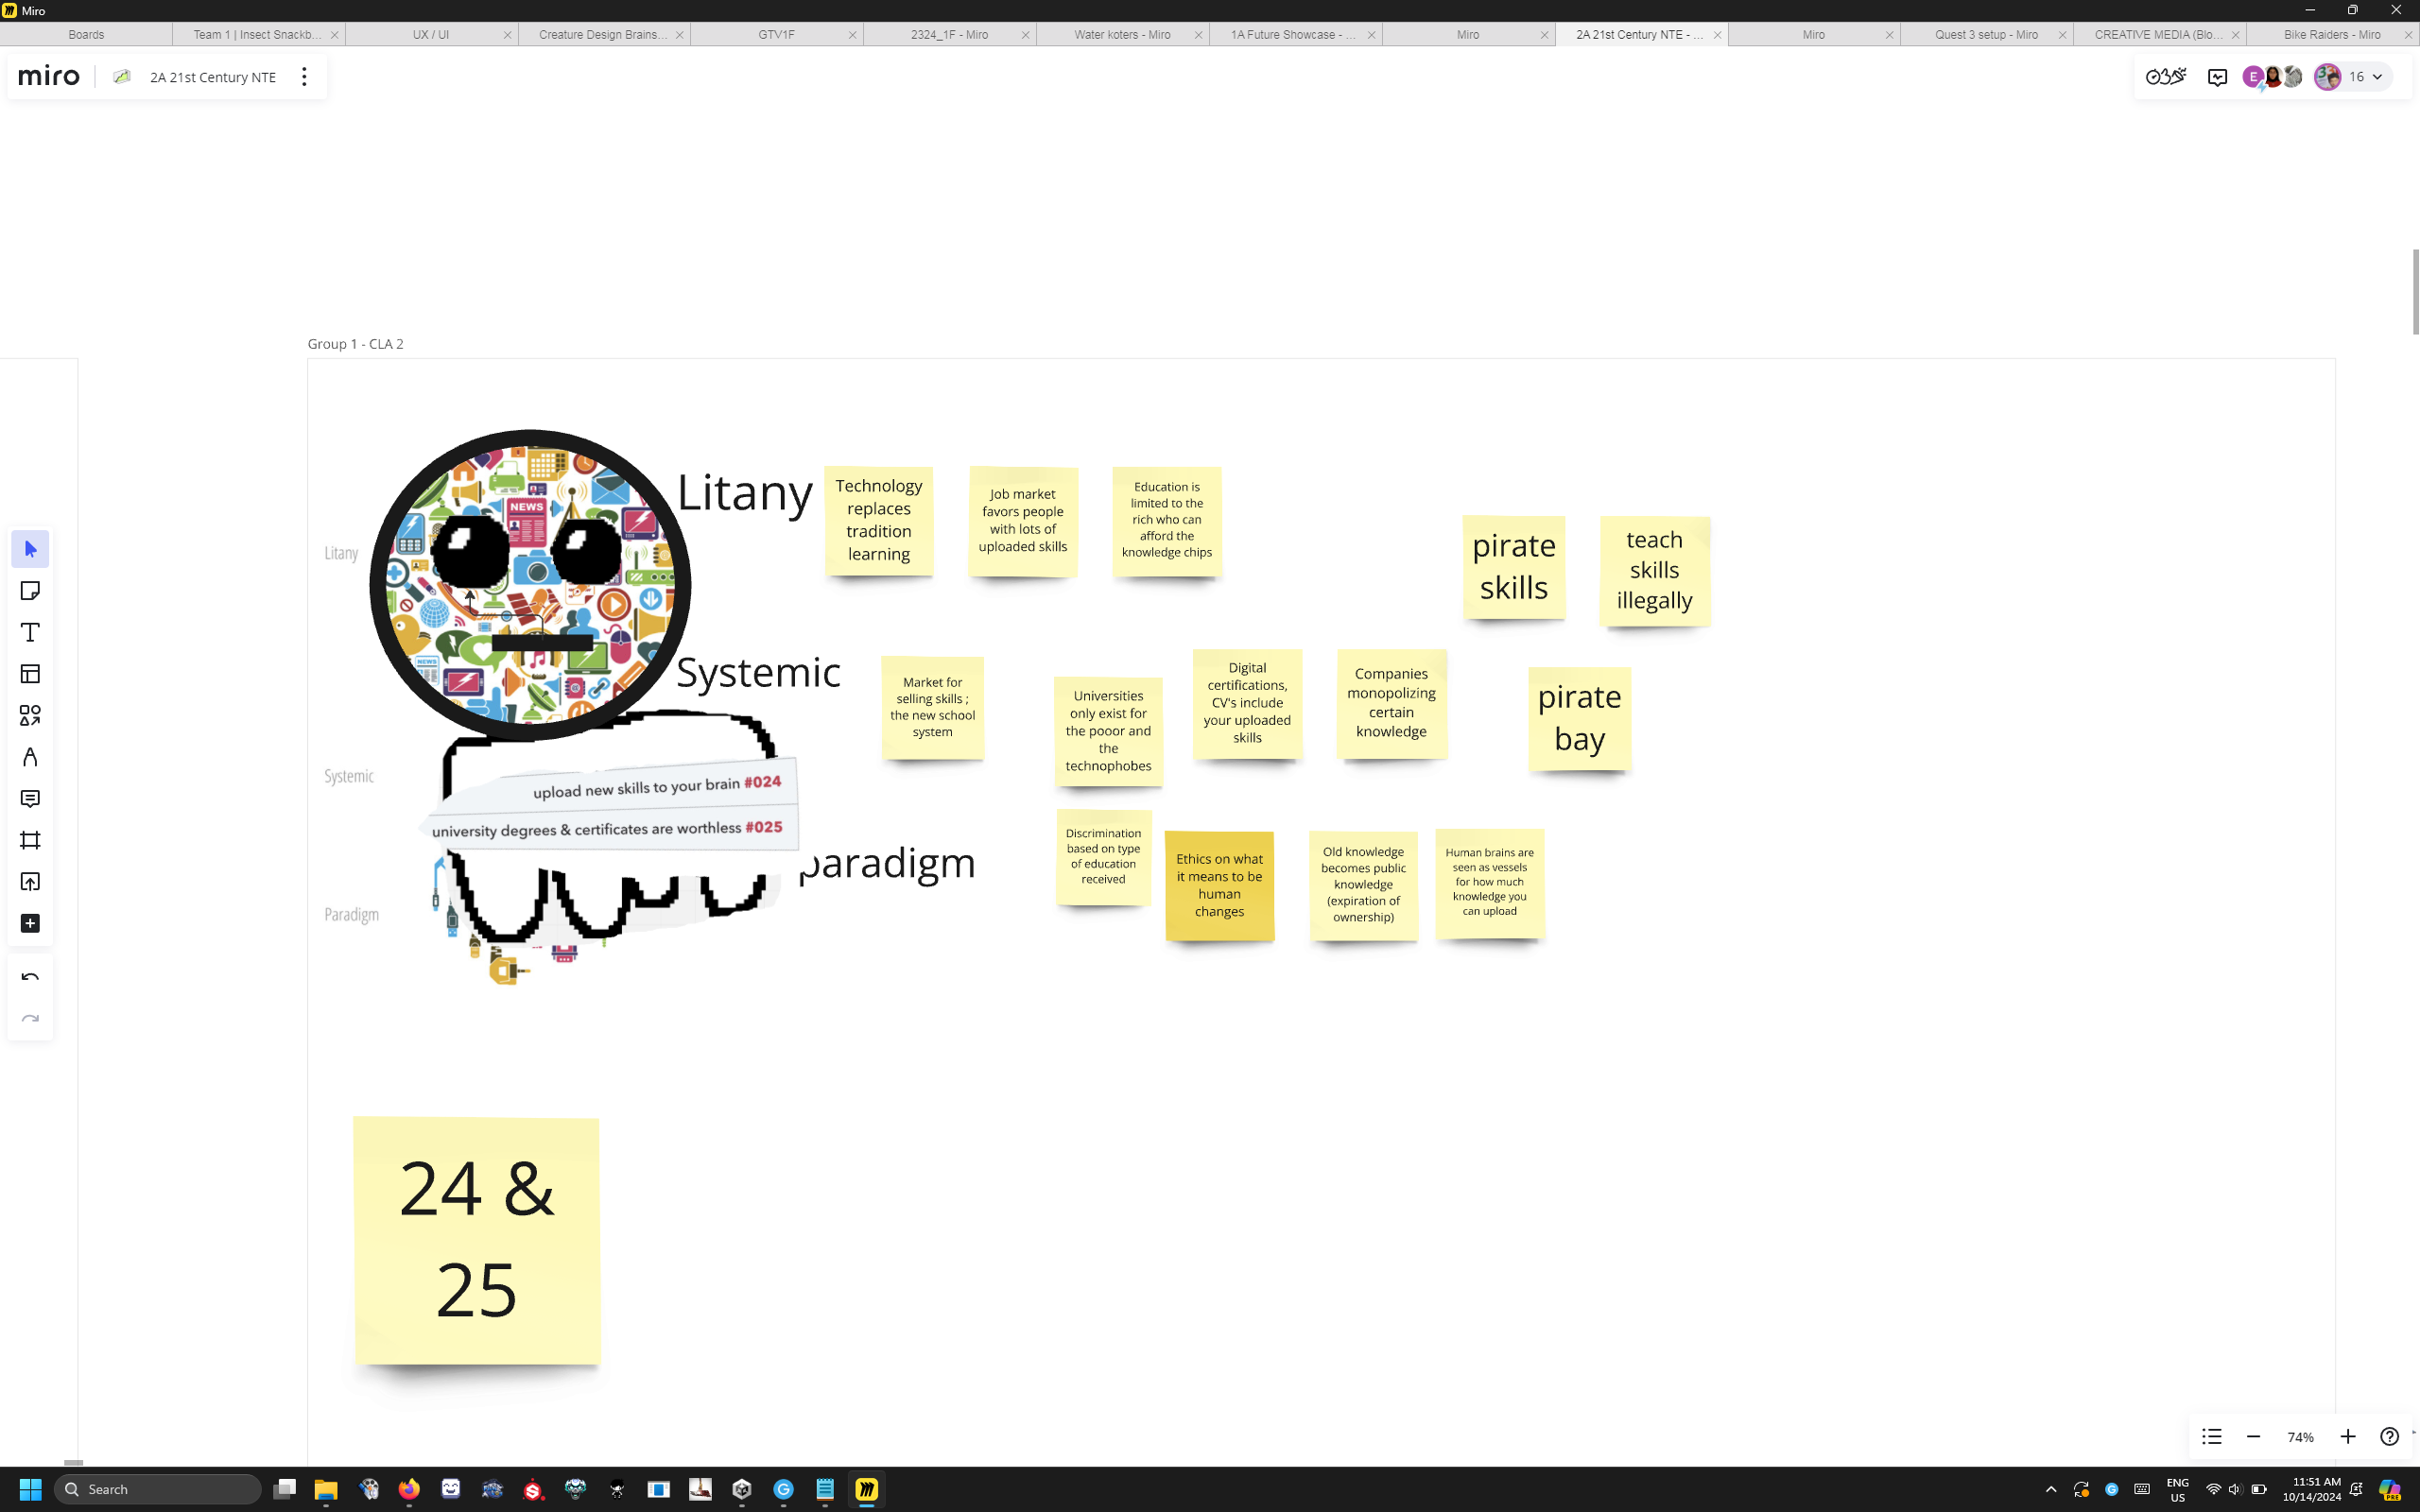 Miro
Boards
Team 1 | Insect Snackb...
UX / UI
Creature Design Brains...
GTV1F
2324_1F - Miro
Water koters - Miro
1A Future Showcase - ...
Miro
2A 21st Century NTE - ...
Miro
Quest 3 setup - Miro
CREATIVE MEDIA (Blo...
Bike Raiders - Miro
miro
2A 21st Century NTE
E
16
Group 1 - CLA 2
Litany
Systemic
Paradigm
NEWS
NEWS
Litany
Technology
replaces
tradition
learning
Job market
favors people
with lots of
uploaded skills
Education is
limited to the
rich who can
afford the
knowledge chips
pirate
skills
teach
skills
illegally
Systemic
Market for
selling skills ;
the new school
system
Universities
only exist for
the pooor and
the
technophobes
Digital
certifications,
CV's include
your uploaded
skills
Companies
monopolizing
certain
knowledge
pirate
bay
upload new skills to your brain #024
university degrees & certificates are worthless #025
paradigm
Discrimination
based on type
of education
received
Ethics on what
it means to be
human
changes
Old knowledge
becomes public
knowledge
(expiration of
ownership)
Human brains are
seen as vessels
for how much
knowledge you
can upload
24 &
25
74%
Search
ENG
US
11:51 AM
10/14/2024
PRE